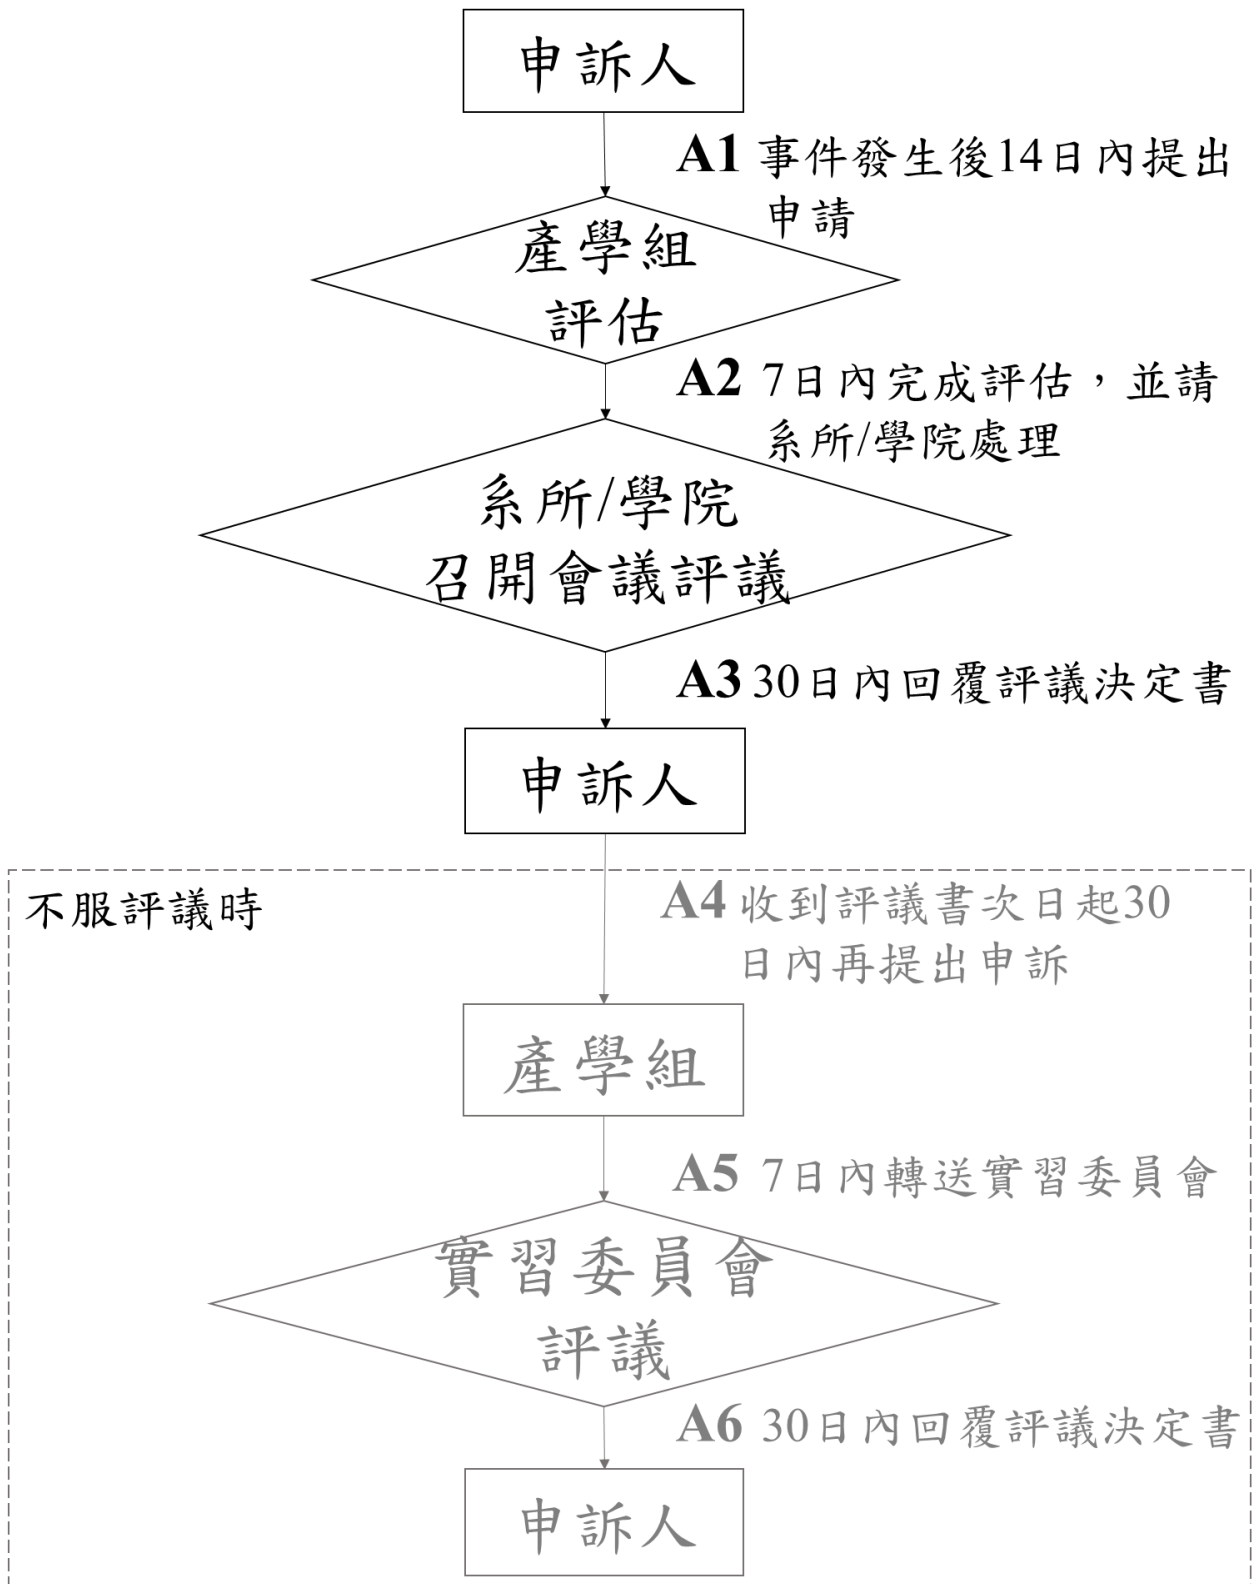 申訴人
A1 事件發生後14日內提出
申請
產學組
評估
A2 7日內完成評估，並請
系所/學院處理
系所/學院
召開會議評議
A3 30日內回覆評議決定書
申訴人
不服評議時
A4 收到評議書次日起30
日內再提出申訴
產學組
A5 7日內轉送實習委員會
實習委員會
評議
A6 30日內回覆評議決定書
申訴人